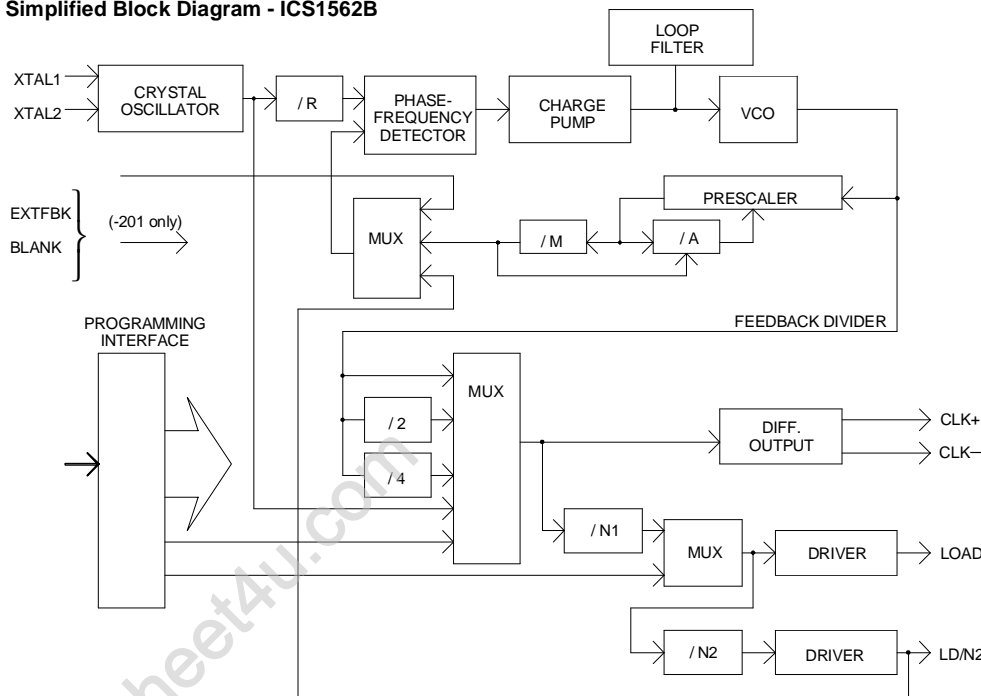 Simplified Block Diagram - ICS1562B
LOOP
FILTER
XTAL1
XTAL2
CRYSTAL
OSCILLATOR
/ R
PHASE-
FREQUENCY
DETECTOR
CHARGE
PUMP
VCO
EXTFBK
BLANK
(-201 only)
MUX
/ M
/ A
PRESCALER
FEEDBACK DIVIDER
PROGRAMMING
INTERFACE
MUX
/ 2
/ 4
DIFF.
OUTPUT
CLK+
CLK—
/ N1
MUX
DRIVER
LOAD
/ N2
DRIVER
LD/N2
heet4u.com